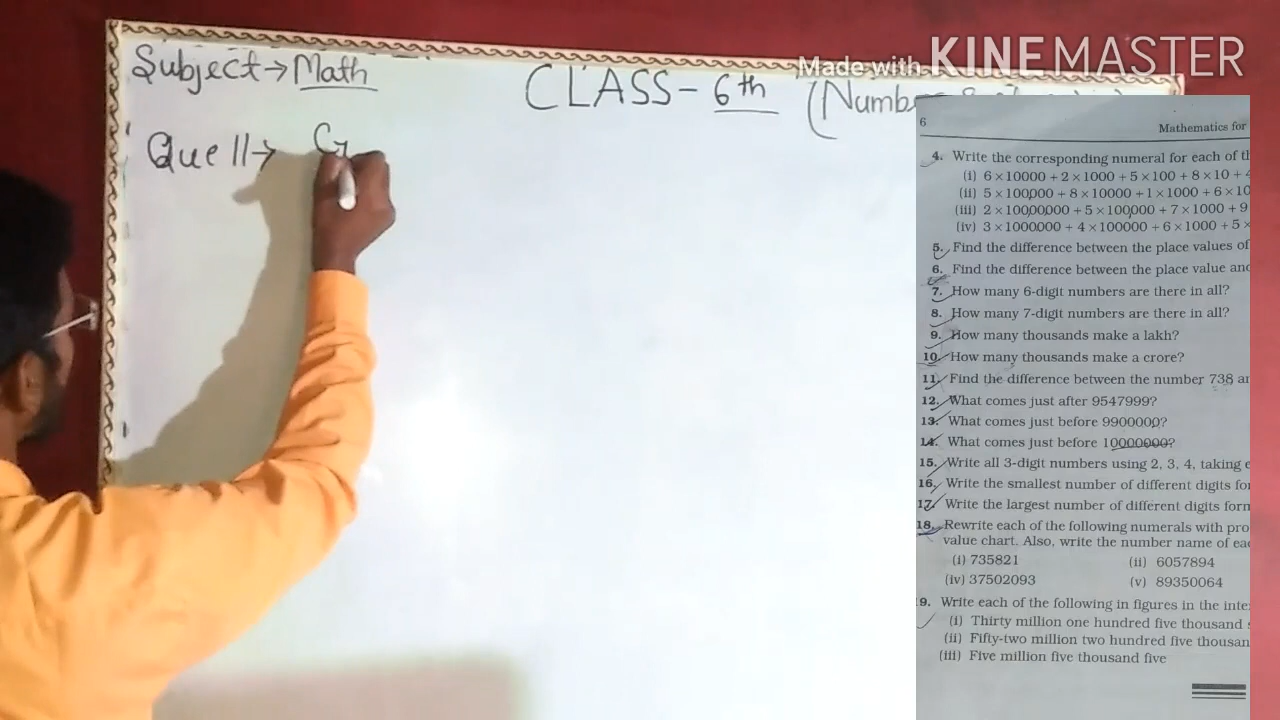 Made with KINEMASTER
Subject → Math
CLASS - 6th
Que 11 →
6
Mathematics for
4. Write the corresponding numeral for each of
(i) 6×10000 + 2×1000 + 5×100 + 8×10 +
(ii) 5×100000 + 8×10000 + 1×1000 + 6×10
(iii) 2×10000000 + 5×100000 + 7×1000 + 9
(iv) 3×1000000 + 4×100000 + 6×1000 + 5×
5. Find the difference between the place values of
6. Find the difference between the place value
7. How many 6-digit numbers are there in all?
8. How many 7-digit numbers are there in all?
9. How many thousands make a lakh?
10. How many thousands make a crore?
11. Find the difference between the number 738
12. What comes just after 9547999?
13. What comes just before 9900000?
14. What comes just before 10000000?
15. Write all 3-digit numbers using 2, 3, 4, taking
16. Write the smallest number of different digits
17. Write the largest number of different digits
18. Rewrite each of the following numerals with
value chart. Also, write the number name of
(i) 735821 (ii) 6057894
(iv) 37502093 (v) 89350064
9. Write each of the following in figures in the
(i) Thirty million one hundred five thousand
(ii) Fifty-two million two hundred five
(iii) Five million five thousand five